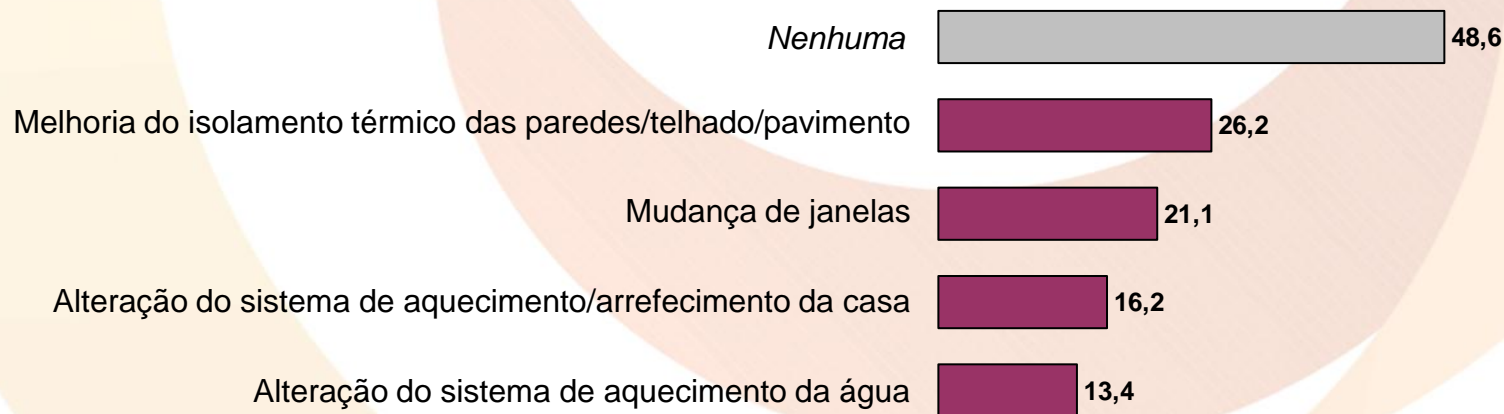 Nenhuma 48,6
Melhoria do isolamento térmico das paredes/telhado/pavimento 26,2
Mudança de janelas 21,1
Alteração do sistema de aquecimento/arrefecimento da casa 16,2
Alteração do sistema de aquecimento da água 13,4